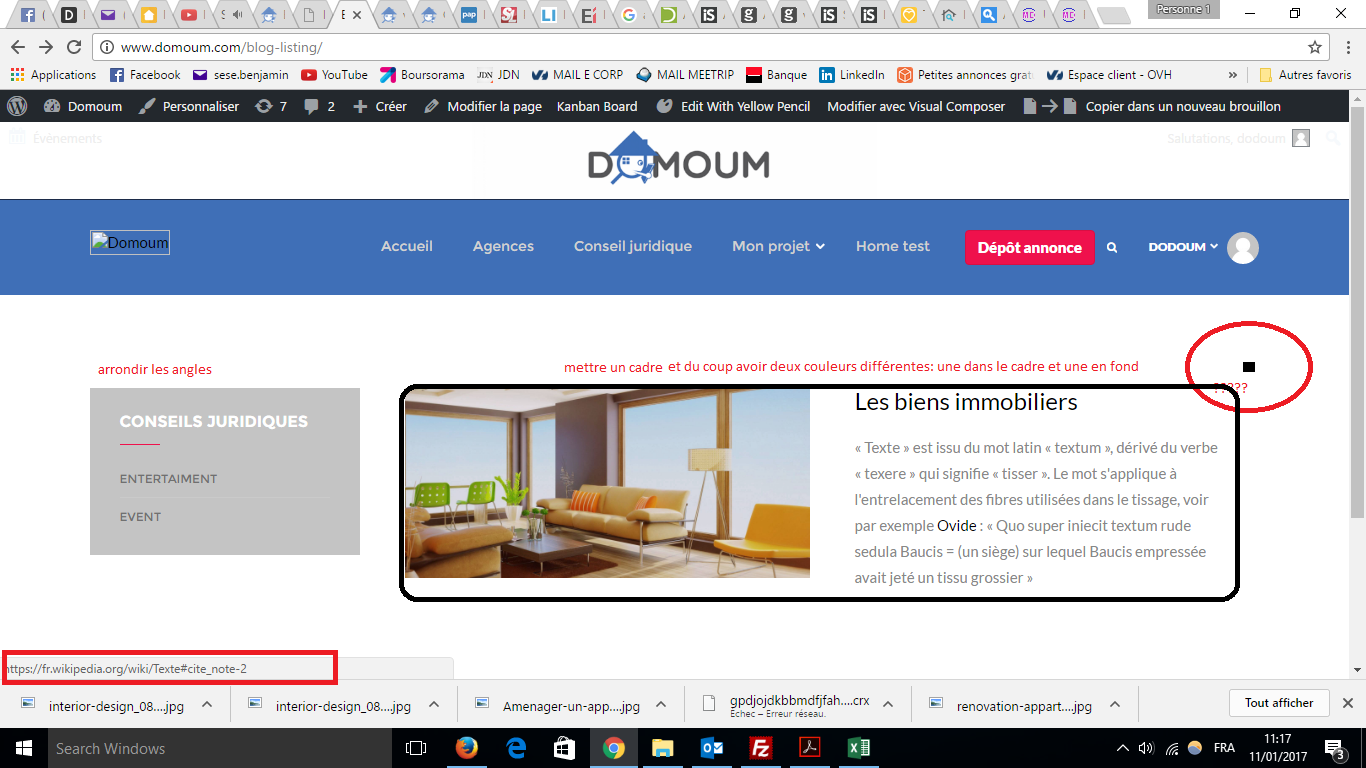 Personne 1
www.domoum.com/blog-listing/
Applications Facebook sese.benjamin YouTube Boursorama JDN MAIL E CORP MAIL MEETRIP Banque LinkedIn Petites annonces grat Espace client - OVH » Autres favoris
Domoum Personnaliser 7 2 Créer Modifier la page Kanban Board Edit With Yellow Pencil Modifier avec Visual Composer Copier dans un nouveau brouillon
Évènements Salutations, dodoum
DOMOUM
Domoum Accueil Agences Conseil juridique Mon projet Home test Dépôt annonce DODOUM
arrondir les angles
mettre un cadre et du coup avoir deux couleurs différentes: une dans le cadre et une en fond
?????
CONSEILS JURIDIQUES
ENTERTAIMENT
EVENT
Les biens immobiliers
« Texte » est issu du mot latin « textum », dérivé du verbe
« texere » qui signifie « tisser ». Le mot s'applique à
l'entrelacement des fibres utilisées dans le tissage, voir
par exemple Ovide : « Quo super iniecit textum rude
sedula Baucis = (un siège) sur lequel Baucis empressée
avait jeté un tissu grossier »
https://fr.wikipedia.org/wiki/Texte#cite_note-2
interior-design_08....jpg interior-design_08....jpg Amenager-un-app....jpg gpdjojdkbbmdfjfah....crx renovation-appart....jpg Tout afficher
Échec – Erreur réseau.
Search Windows FRA 11:17
11/01/2017 3